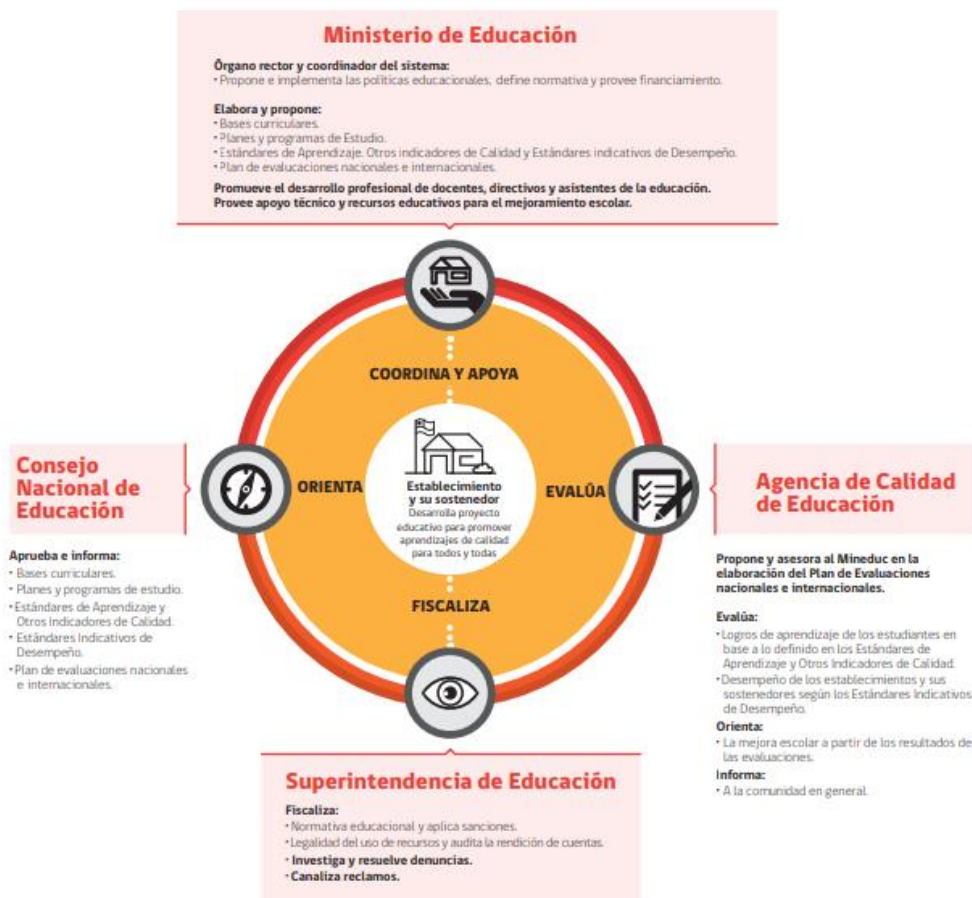 Ministerio de Educación
Órgano rector y coordinador del sistema:
• Propone e implementa las políticas educacionales, define normativa y provee financiamiento.
Elabora y propone:
• Bases curriculares.
• Planes y programas de Estudio.
• Estándares de Aprendizaje. Otros indicadores de Calidad y Estándares indicativos de Desempeño.
• Plan de evalucaciones nacionales e internacionales.
Promueve el desarrollo profesional de docentes, directivos y asistentes de la educación.
Provee apoyo técnico y recursos educativos para el mejoramiento escolar.
COORDINA Y APOYA
Consejo
Nacional de
Educación
Aprueba e informa:
• Bases curriculares.
• Planes y programas de estudio.
• Estándares de Aprendizaje y
Otros Indicadores de Calidad.
• Estándares Indicativos de
Desempeño.
• Plan de evaluaciones nacionales
e internacionales.
ORIENTA
Establecimiento
y su sostenedor
Desarrolla proyecto
educativo para promover
aprendizajes de calidad
para todos y todas
EVALÚA
Agencia de Calidad
de Educación
Propone y asesora al Mineduc en la
elaboración del Plan de Evaluaciones
nacionales e internacionales.
Evalúa:
• Logros de aprendizaje de los estudiantes en
base a lo definido en los Estándares de
Aprendizaje y Otros Indicadores de Calidad.
• Desempeño de los establecimientos y sus
sostenedores según los Estándares Indicativos
de Desempeño.
Orienta:
• La mejora escolar a partir de los resultados de
las evaluaciones.
Informa:
• A la comunidad en general.
FISCALIZA
Superintendencia de Educación
Fiscaliza:
• Normativa educacional y aplica sanciones.
• Legalidad del uso de recursos y audita la rendición de cuentas.
• Investiga y resuelve denuncias.
• Canaliza reclamos.